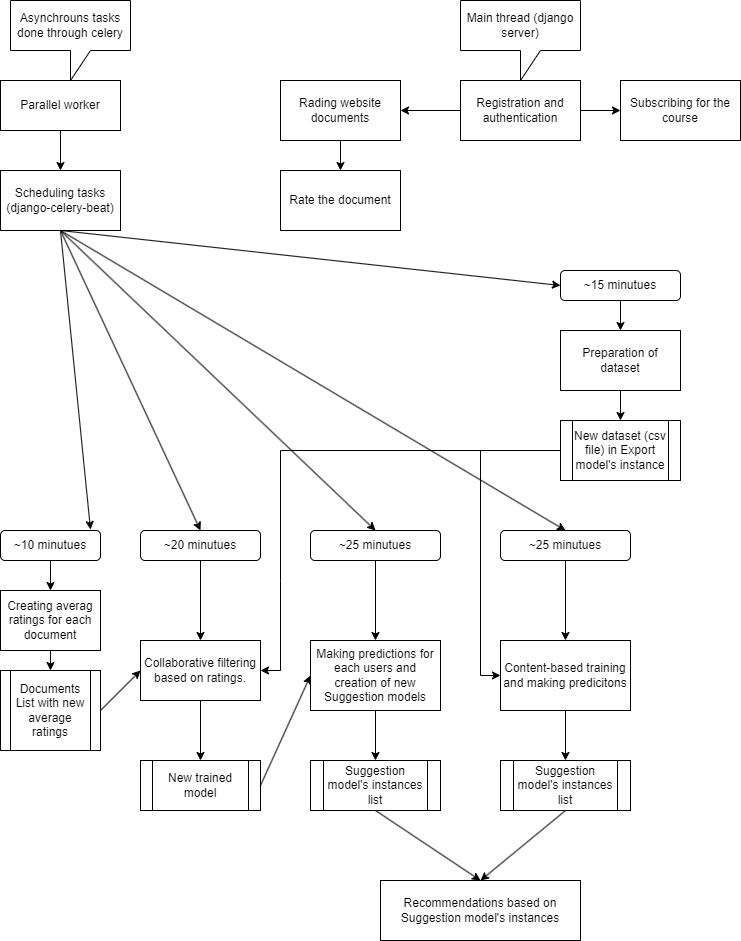 Asynchrouns tasks
done through celery
Main thread (django
server)
Parallel worker
Rading website
documents
Registration and
authentication
Subscribing for the
course
Scheduling tasks
(django-celery-beat)
Rate the document
~15 minutues
Preparation of
dataset
New dataset (csv
file) in Export
model's instance
~10 minutues
~20 minutues
~25 minutues
~25 minutues
Creating averag
ratings for each
document
Collaborative filtering
based on ratings.
Making predictions for
each users and
creation of new
Suggestion models
Content-based training
and making predicitons
Documents
List with new
average
ratings
New trained
model
Suggestion
model's instances
list
Suggestion
model's instances
list
Recommendations based on
Suggestion model's instances